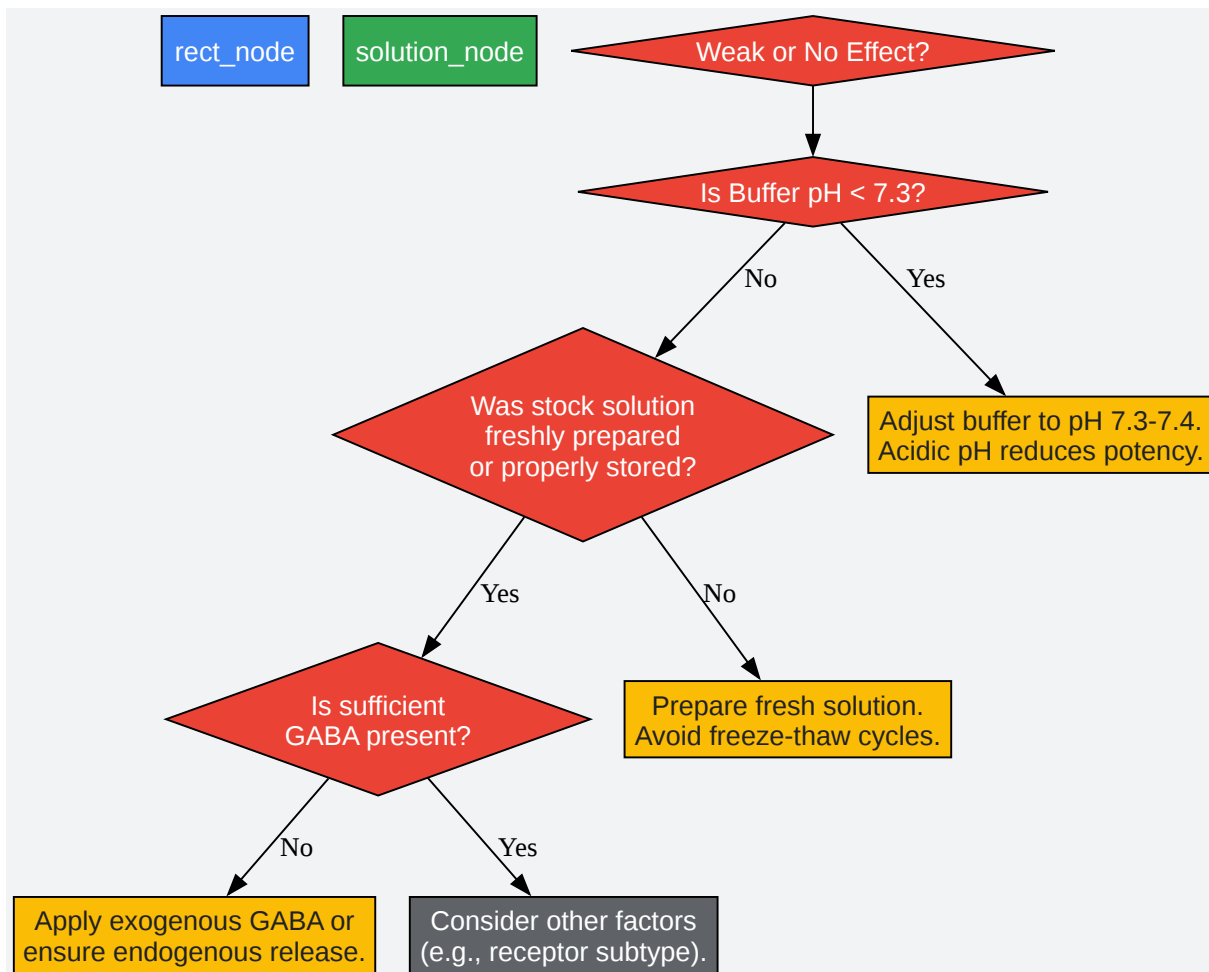 rect_node
solution_node
Weak or No Effect?
Is Buffer pH < 7.3?
No
Yes
Was stock solution
freshly prepared
or properly stored?
Adjust buffer to pH 7.3-7.4.
Acidic pH reduces potency.
Yes
No
Is sufficient
GABA present?
Prepare fresh solution.
Avoid freeze-thaw cycles.
No
Yes
Apply exogenous GABA or
ensure endogenous release.
Consider other factors
(e.g., receptor subtype).